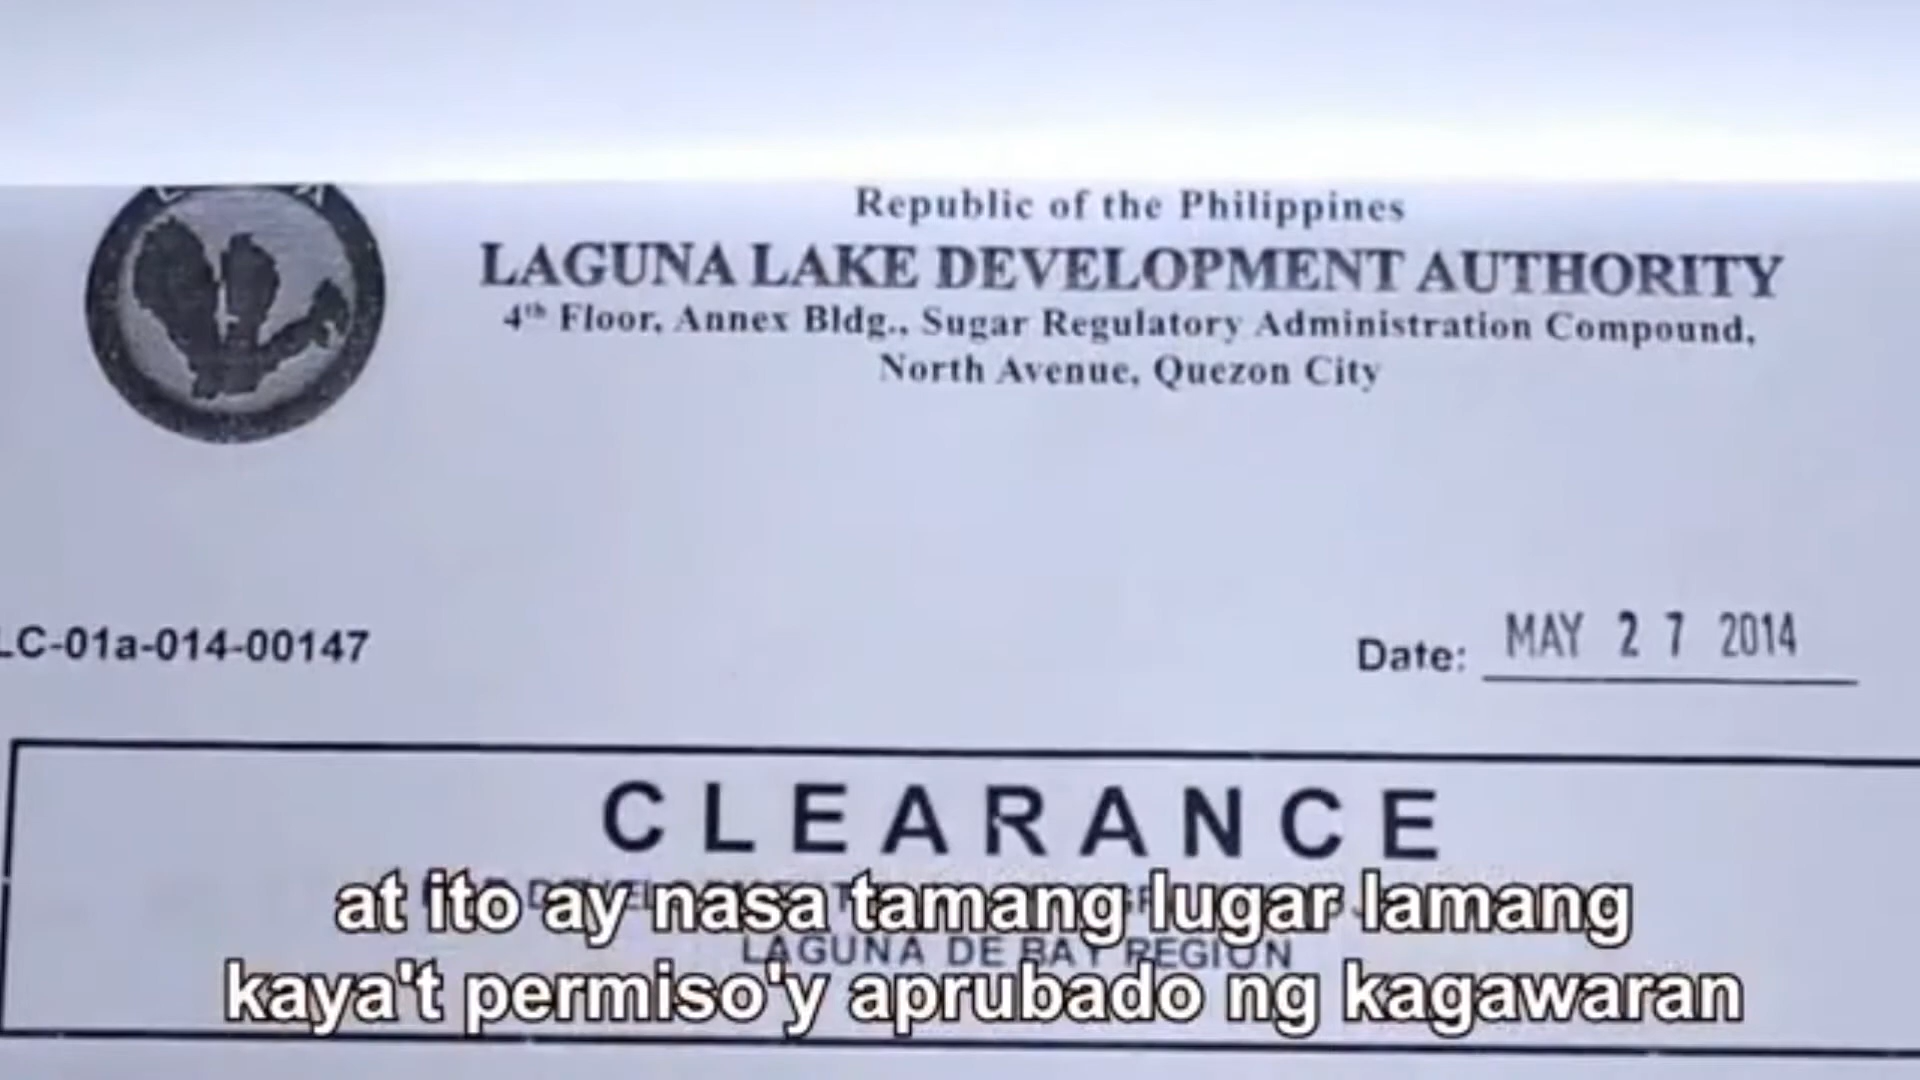 Republic of the Philippines
LAGUNA LAKE DEVELOPMENT AUTHORITY
4th Floor, Annex Bldg., Sugar Regulatory Administration Compound,
North Avenue, Quezon City
LC-01a-014-00147
Date: MAY 27 2014
CLEARANCE
LAGUNA DE BAY REGION
at ito ay nasa tamang lugar lamang
kaya't permiso'y aprubado ng kagawaran